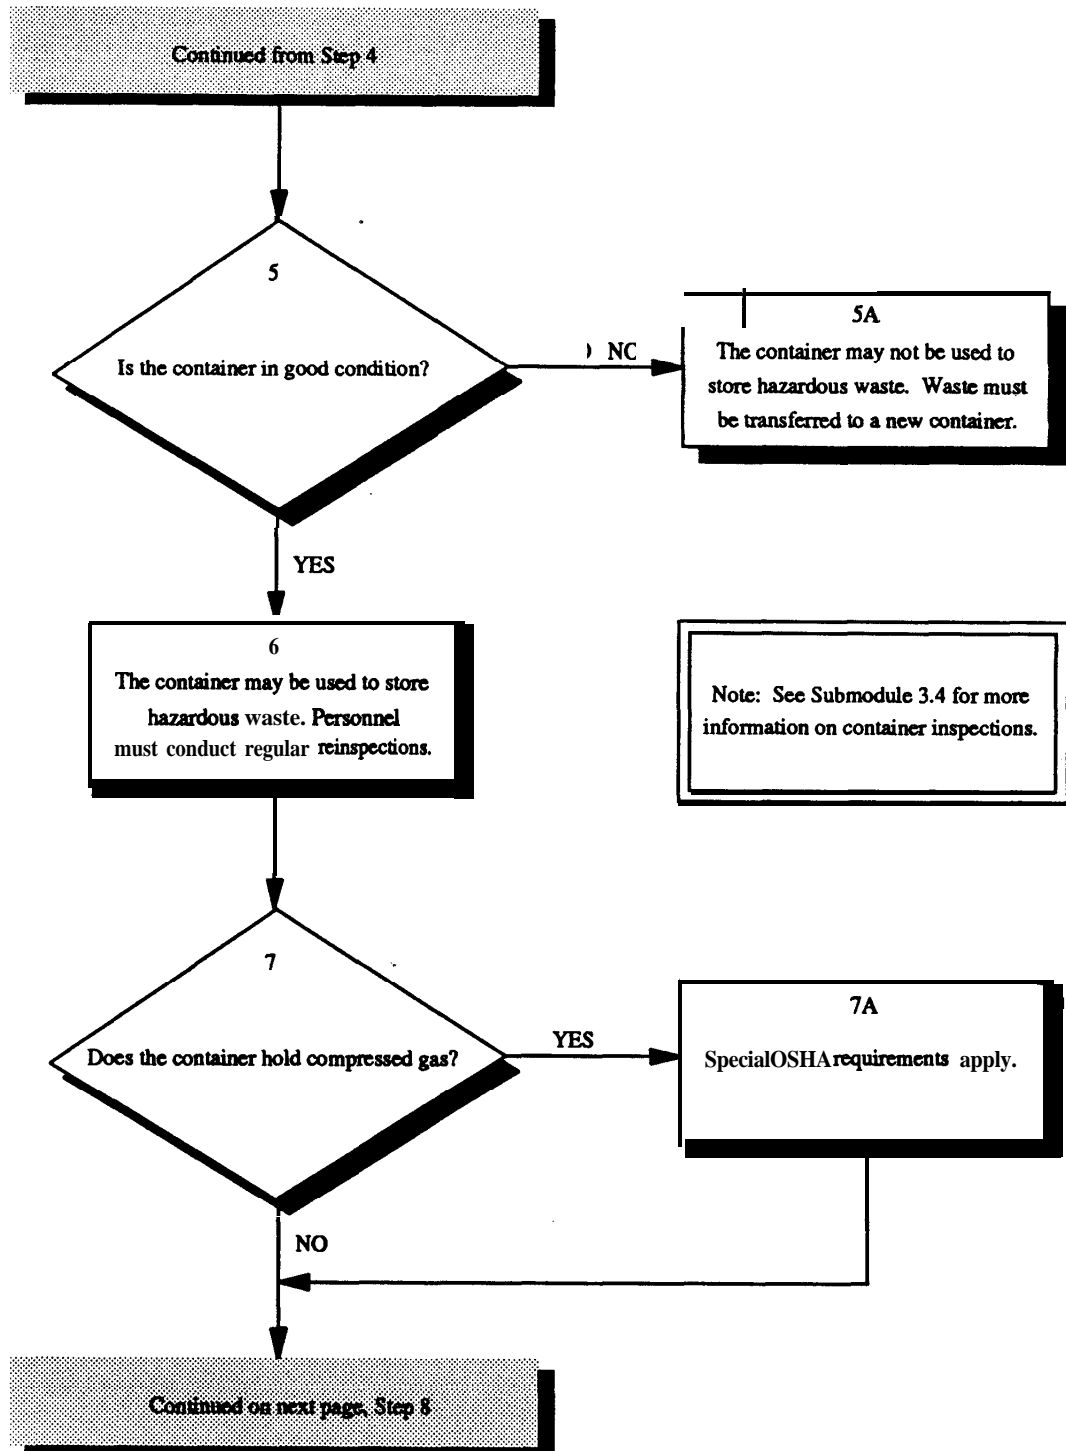 Continued from Step 4
5
Is the container in good condition?
NO
5A
The container may not be used to
store hazardous waste. Waste must
be transferred to a new container.
YES
6
The container may be used to store
hazardous waste. Personnel
must conduct regular reinspections.
Note: See Submodule 3.4 for more
information on container inspections.
7
Does the container hold compressed gas?
YES
7A
SpecialOSHA requirements apply.
NO
Continued on next page, Step 8